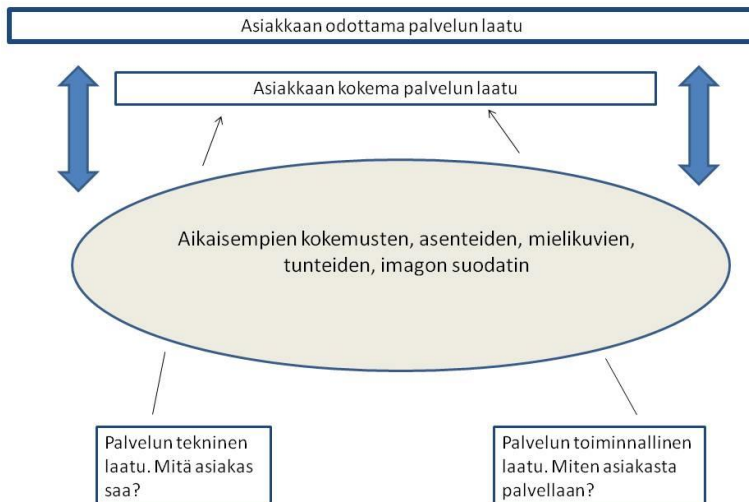 Asiakkaan odottama palvelun laatu
Asiakkaan kokema palvelun laatu
Aikaisempien kokemusten, asenteiden, mielikuvien,
tunteiden, imagon suodatin
Palvelun tekninen
laatu. Mitä asiakas
saa?
Palvelun toiminnallinen
laatu. Miten asiakasta
palvellaan?